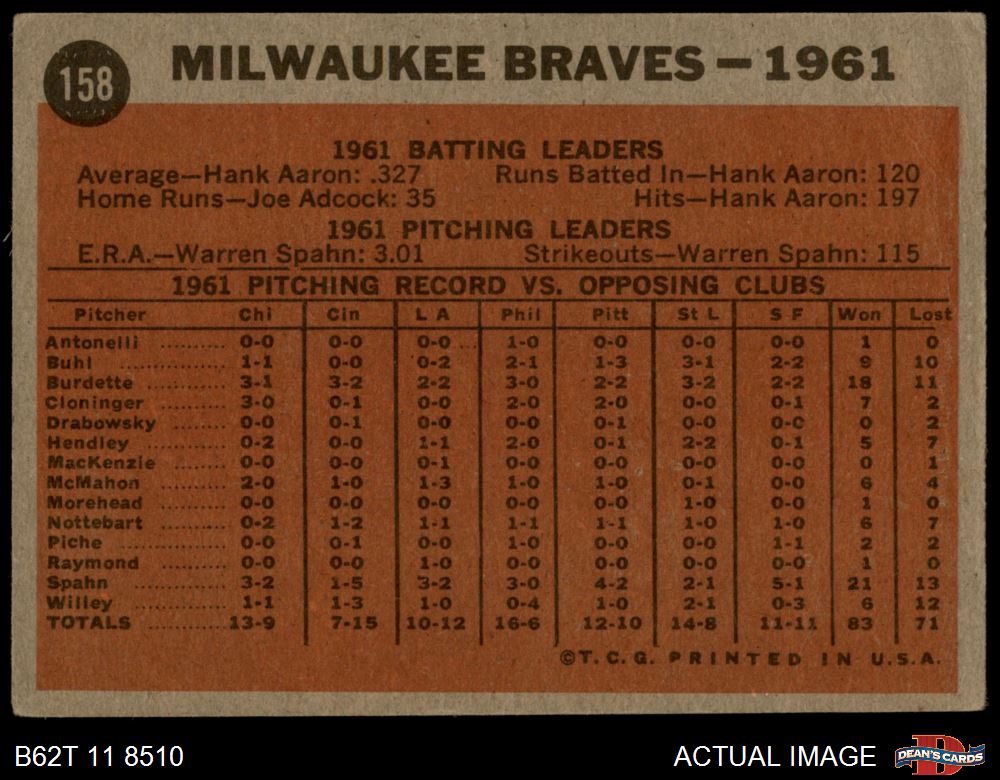 158
MILWAUKEE BRAVES — 1961
1961 BATTING LEADERS
Average—Hank Aaron: .327 Runs Batted In—Hank Aaron: 120
Home Runs—Joe Adcock: 35 Hits—Hank Aaron: 197
1961 PITCHING LEADERS
E.R.A.—Warren Spahn: 3.01 Strikeouts—Warren Spahn: 115
1961 PITCHING RECORD VS. OPPOSING CLUBS
Pitcher Chi Cin L A Phil Pitt St L S F Won Lost
Antonelli .......... 0-0 0-0 0-0 1-0 0-0 0-0 0-0 1 0
Buhl ................ 1-1 0-0 0-2 2-1 1-3 3-1 2-2 9 10
Burdette .......... 3-1 3-2 2-2 3-0 2-2 3-2 2-2 18 11
Cloninger .......... 3-0 0-1 0-0 2-0 2-0 0-0 0-1 7 2
Drabowsky ........ 0-0 0-1 0-0 0-0 0-1 0-0 0-0 0 2
Hendley .......... 0-2 0-0 1-1 2-0 0-1 2-2 0-1 5 7
MacKenzie ........ 0-0 0-0 0-1 0-0 0-0 0-0 0-0 0 1
McMahon .......... 2-0 1-0 1-3 1-0 1-0 0-1 0-0 6 4
Morehead .......... 0-0 0-0 0-0 0-0 0-0 1-0 0-0 1 0
Nottebart .......... 0-2 1-2 1-1 1-1 1-1 1-0 1-0 6 7
Piche ................ 0-0 0-1 0-0 1-0 0-0 0-0 1-1 2 2
Raymond .......... 0-0 0-0 1-0 0-0 0-0 0-0 0-0 1 0
Spahn .............. 3-2 1-5 3-2 3-0 4-2 2-1 5-1 21 13
Willey .............. 1-1 1-3 1-0 0-4 1-0 2-1 0-3 6 12
TOTALS .......... 13-9 7-15 10-12 16-6 12-10 14-8 11-11 83 71
©T.C.G. PRINTED IN U.S.A.
B62T 11 8510 ACTUAL IMAGE DEAN'S CARDS